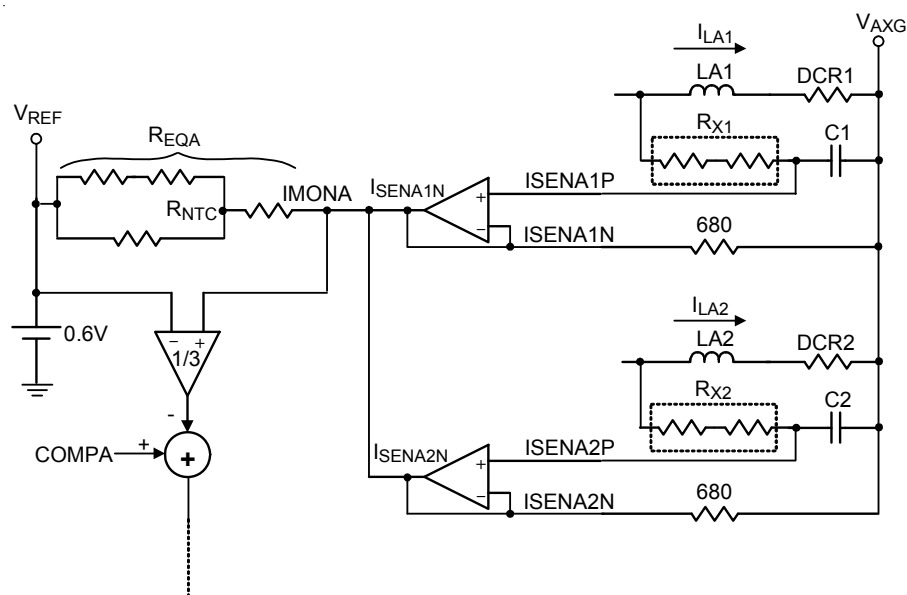 V_AXG
I_LA1
LA1
DCR1
V_REF
R_EQA
R_X1
C1
ISENA1P
+
I_SENA1N
IMONA
R_NTC
−
ISENA1N
680
0.6V
− +
1/3
I_LA2
LA2
DCR2
R_X2
C2
-
COMPA
+
+
ISENA2P
+
I_SENA2N
−
ISENA2N
680